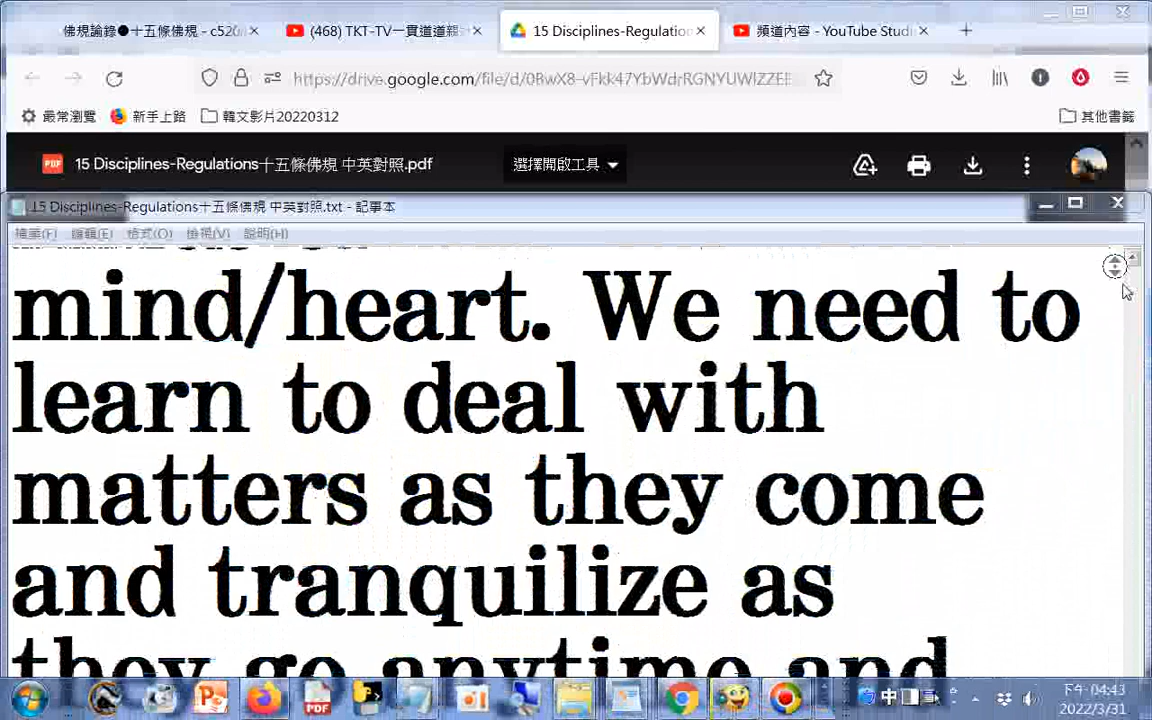 佛規論錄●十五條佛規 - c520
(468) TKT-TV一貫道道親
15 Disciplines-Regulation
頻道內容 - YouTube Studi
https://drive.google.com/file/d/0BwX8-vFkk47YbWdrRGNYUWlZZEE
最常瀏覽
新手上路
韓文影片20220312
其他書籤
PDF
15 Disciplines-Regulations十五條佛規 中英對照.pdf
選擇開啟工具
15 Disciplines-Regulations十五條佛規 中英對照.txt - 記事本
檔案(F) 編輯(E) 格式(O) 檢視(V) 說明(H)
mind/heart. We need to
learn to deal with
matters as they come
and tranquilize as
they go anytime and
PDF
中
下午 04:43
2022/3/31